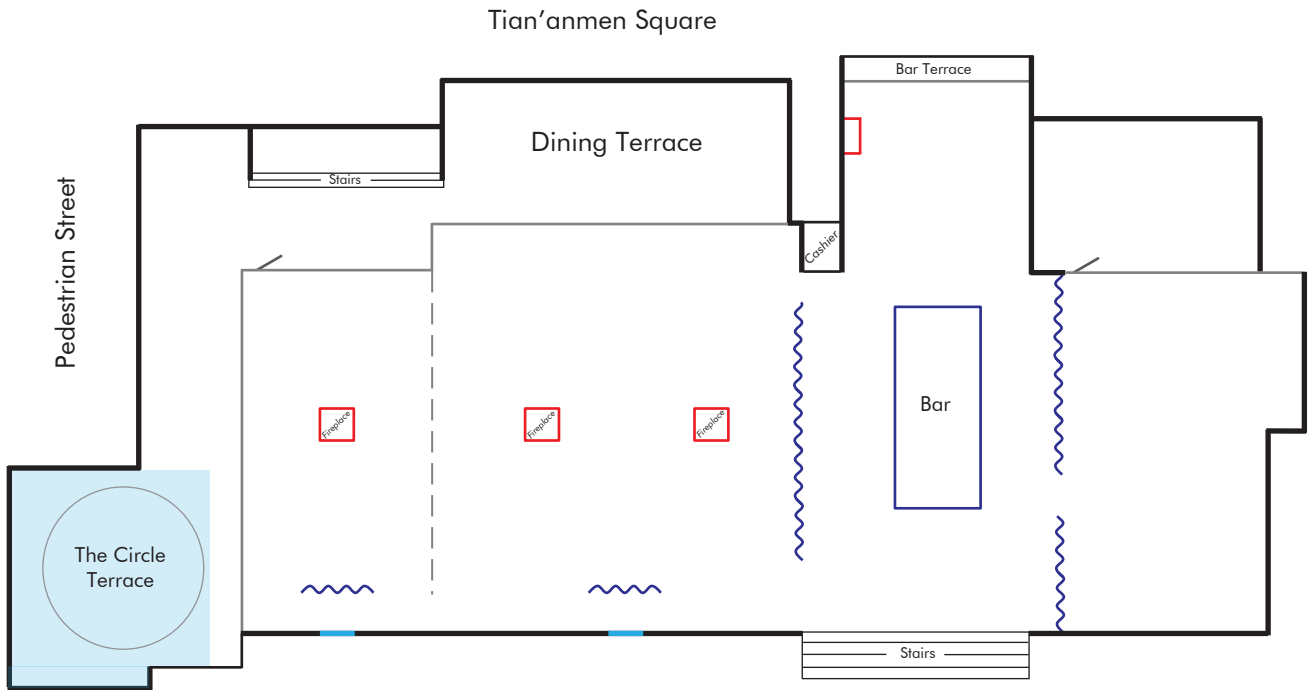 Tian’anmen Square
Bar Terrace
Dining Terrace
Stairs
Pedestrian Street
Cashier
Bar
Fireplace
Fireplace
Fireplace
The Circle
Terrace
Stairs